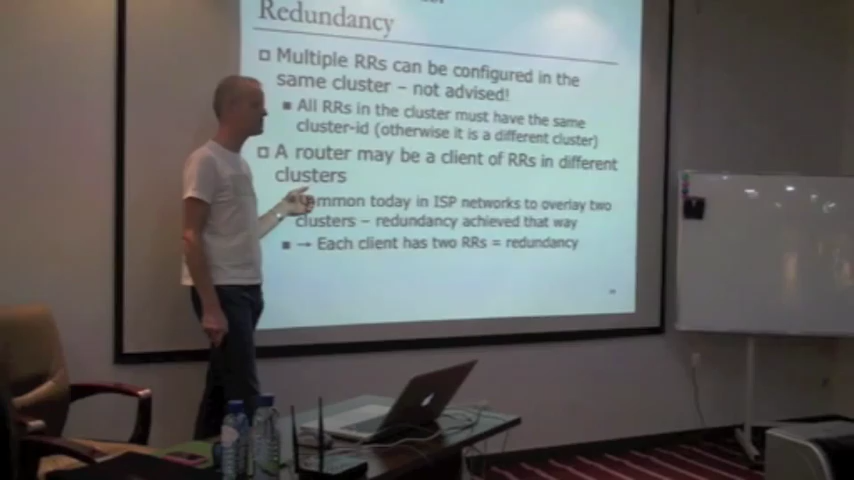 Redundancy
Multiple RRs can be configured in the
same cluster – not advised!
All RRs in the cluster must have the same
cluster-id (otherwise it is a different cluster)
A router may be a client of RRs in different
clusters
mmon today in ISP networks to overlay two
clusters – redundancy achieved that way
→ Each client has two RRs = redundancy